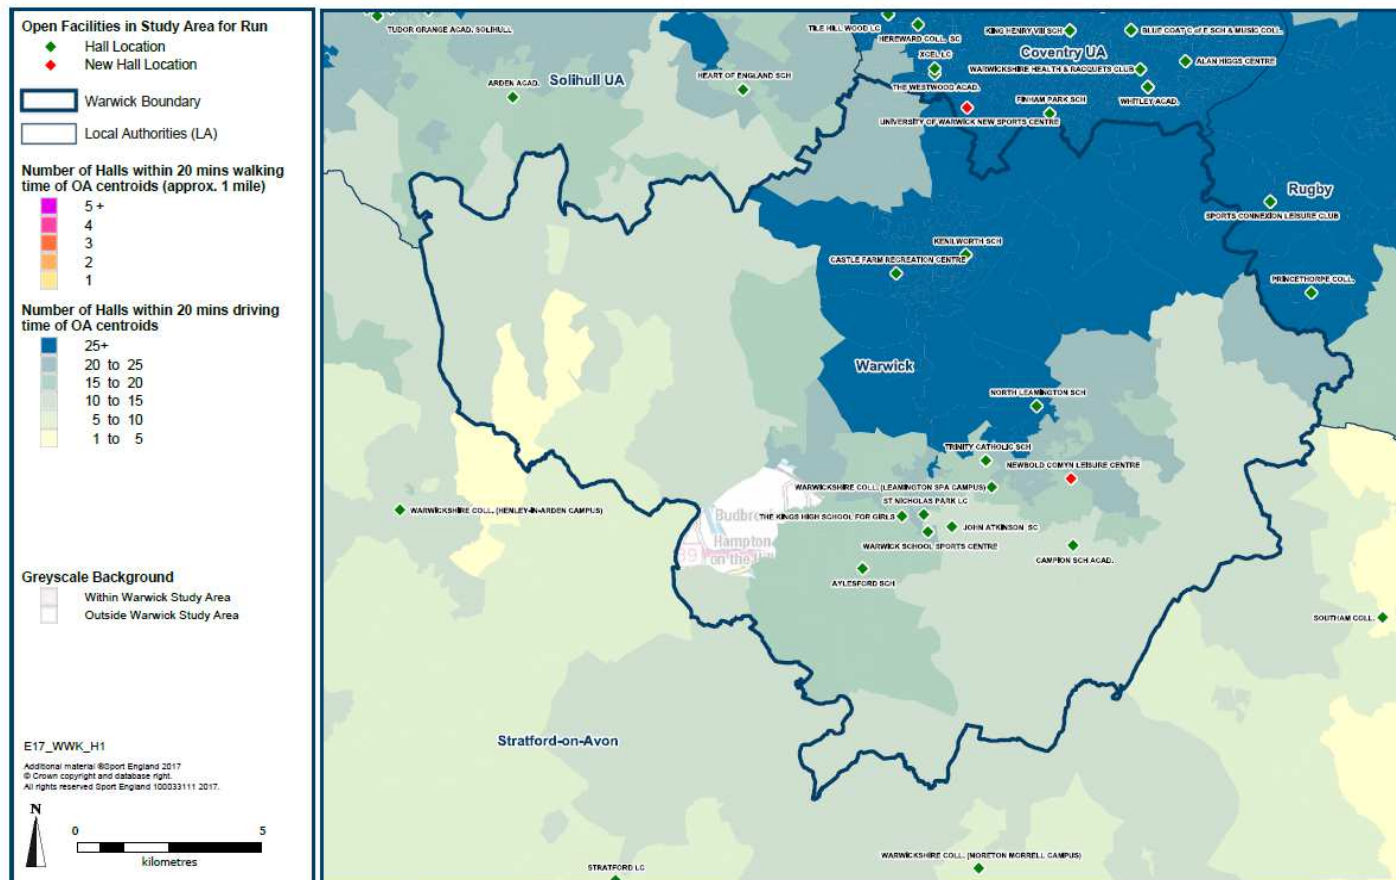 Open Facilities in Study Area for Run
Hall Location
New Hall Location
Warwick Boundary
Local Authorities (LA)
Number of Halls within 20 mins walking
time of OA centroids (approx. 1 mile)
5 +
4
3
2
1
Number of Halls within 20 mins driving
time of OA centroids
25+
20 to 25
15 to 20
10 to 15
5 to 10
1 to 5
Greyscale Background
Within Warwick Study Area
Outside Warwick Study Area
E17_WWK_H1
Additional material ®Sport England 2017
© Crown copyright and database right.
All rights reserved Sport England 100033111 2017.
N
0 5
kilometres
TUDOR GRANGE ACAD. SOLIHULL
TILE HILL WOOD LC
HEREWARD COLL. SC
KING HENRY VIII SCH
BLUE COAT C of E SCH & MUSIC COLL.
Coventry UA
XCEL LC
ALAN HIGGS CENTRE
WARWICKSHIRE HEALTH & RACQUETS CLUB
HEART OF ENGLAND SCH
Solihull UA
ARDEN ACAD.
THE WESTWOOD ACAD.
WHITLEY ACAD.
FINHAM PARK SCH
UNIVERSITY OF WARWICK NEW SPORTS CENTRE
Rugby
SPORTS CONNEXION LEISURE CLUB
KENILWORTH SCH
CASTLE FARM RECREATION CENTRE
PRINCETHORPE COLL.
Warwick
NORTH LEAMINGTON SCH
TRINITY CATHOLIC SCH
NEWBOLD COMYN LEISURE CENTRE
WARWICKSHIRE COLL. (LEAMINGTON SPA CAMPUS)
ST NICHOLAS PARK LC
WARWICKSHIRE COLL. (HENLEY-IN-ARDEN CAMPUS)
THE KINGS HIGH SCHOOL FOR GIRLS
JOHN ATKINSON SC
Hampton
WARWICK SCHOOL SPORTS CENTRE
on the
CAMPION SCH ACAD.
AYLESFORD SCH
SOUTHAM COLL.
Stratford-on-Avon
WARWICKSHIRE COLL. (MORETON MORRELL CAMPUS)
STRATFORD LC